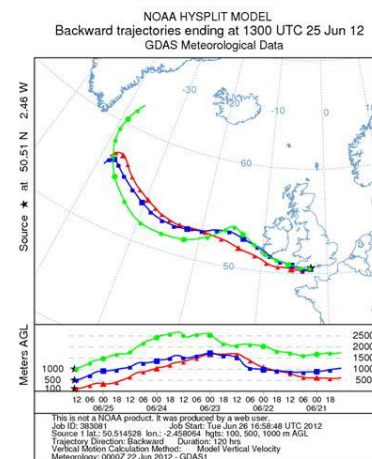 NOAA HYSPLIT MODEL
Backward trajectories ending at 1300 UTC 25 Jun 12
GDAS Meteorological Data
Source ★ at 50.51 N 2.46 W
-30
-20
-10
0
10
60
50
Meters AGL
1000
500
100
2500
2000
1500
1000
500
12 06 00 18 12 06 00 18 12 06 00 18 12 06 00 18 12 06 00 18
06/25 06/24 06/23 06/22 06/21
This is not a NOAA product. It was produced by a web user.
Job ID: 383081 Job Start: Tue Jun 26 16:58:48 UTC 2012
Source 1 lat.: 50.514528 lon.: -2.458064 hgts: 100, 500, 1000 m AGL
Trajectory Direction: Backward Duration: 120 hrs
Vertical Motion Calculation Method: Model Vertical Velocity
Meteorology: 0000Z 22 Jun 2012 - GDAS1